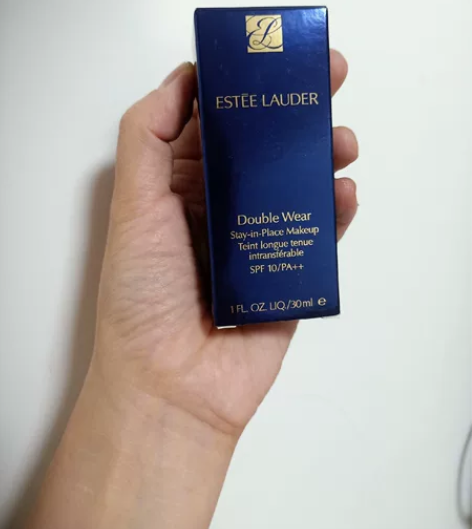 ESTĒE LAUDER
Double Wear
Stay-in-Place Makeup
Teint longue tenue
intransférable
SPF 10/PA++
1 FL. OZ. LIQ./30 ml ℮